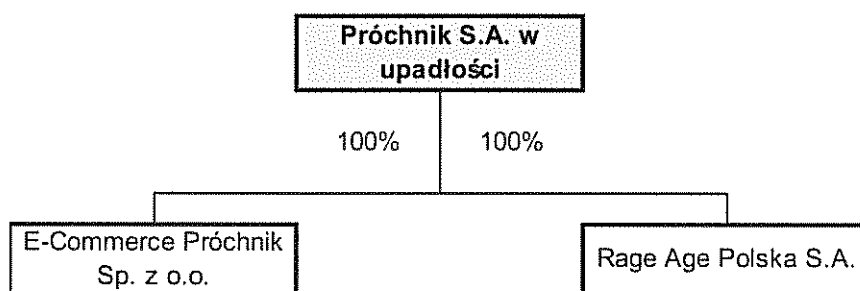 Próchnik S.A. w
upadłości
100%
100%
E-Commerce Próchnik
Sp. z o.o.
Rage Age Polska S.A.